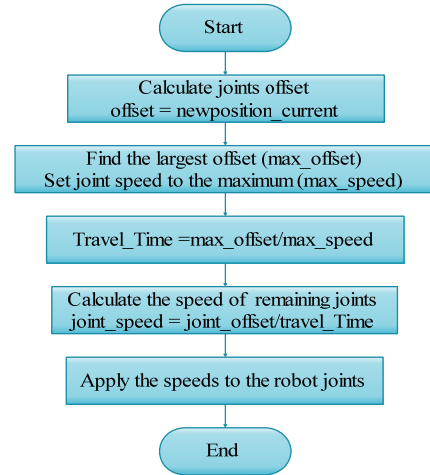 Start
Calculate joints offset
offset = newposition_current
Find the largest offset (max_offset)
Set joint speed to the maximum (max_speed)
Travel_Time =max_offset/max_speed
Calculate the speed of remaining joints
joint_speed = joint_offset/travel_Time
Apply the speeds to the robot joints
End